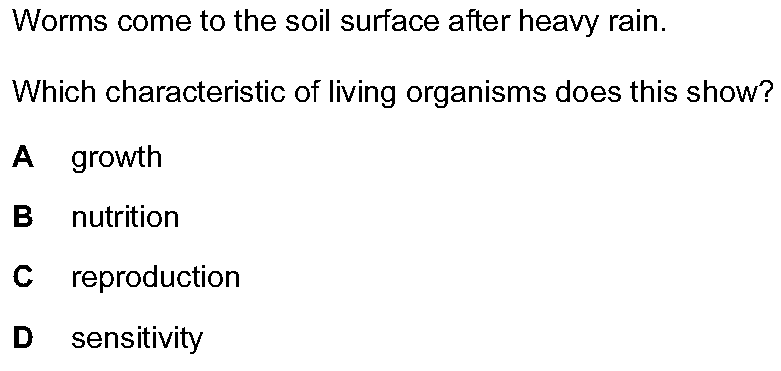 Worms come to the soil surface after heavy rain.
Which characteristic of living organisms does this show?
A growth
B nutrition
C reproduction
D sensitivity